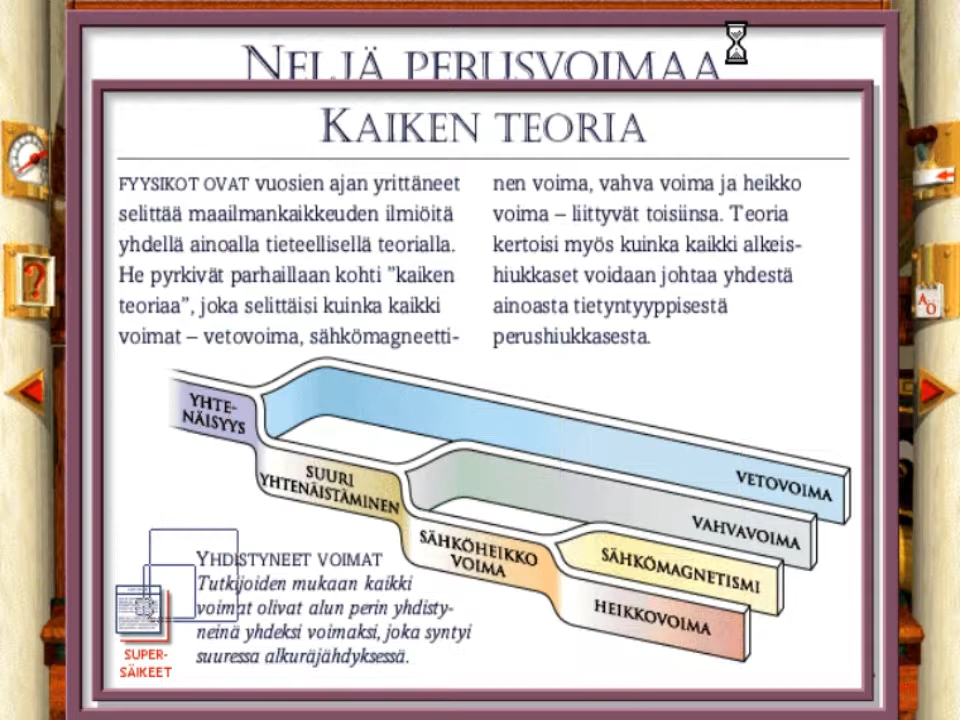 NELJÄ PERUSVOIMAA
KAIKEN TEORIA
FYYSIKOT OVAT vuosien ajan yrittäneet
selittää maailmankaikkeuden ilmiöitä
yhdellä ainoalla tieteellisellä teorialla.
He pyrkivät parhaillaan kohti ”kaiken
teoriaa”, joka selittäisi kuinka kaikki
voimat – vetovoima, sähkömagneetti-
nen voima, vahva voima ja heikko
voima – liittyvät toisiinsa. Teoria
kertoisi myös kuinka kaikki alkeis-
hiukkaset voidaan johtaa yhdestä
ainoasta tietyntyyppisestä
perushiukkasesta.
YHTE-
NÄISYYS
SUURI
YHTENÄISTÄMINEN
SÄHKÖHEIKKO
VOIMA
VETOVOIMA
VAHVAVOIMA
SÄHKÖMAGNETISMI
HEIKKOVOIMA
YHDISTYNEET VOIMAT
Tutkijoiden mukaan kaikki
voimat olivat alun perin yhdisty-
neinä yhdeksi voimaksi, joka syntyi
suuressa alkuräjähdyksessä.
SUPER-
SÄIKEET
?
A
O